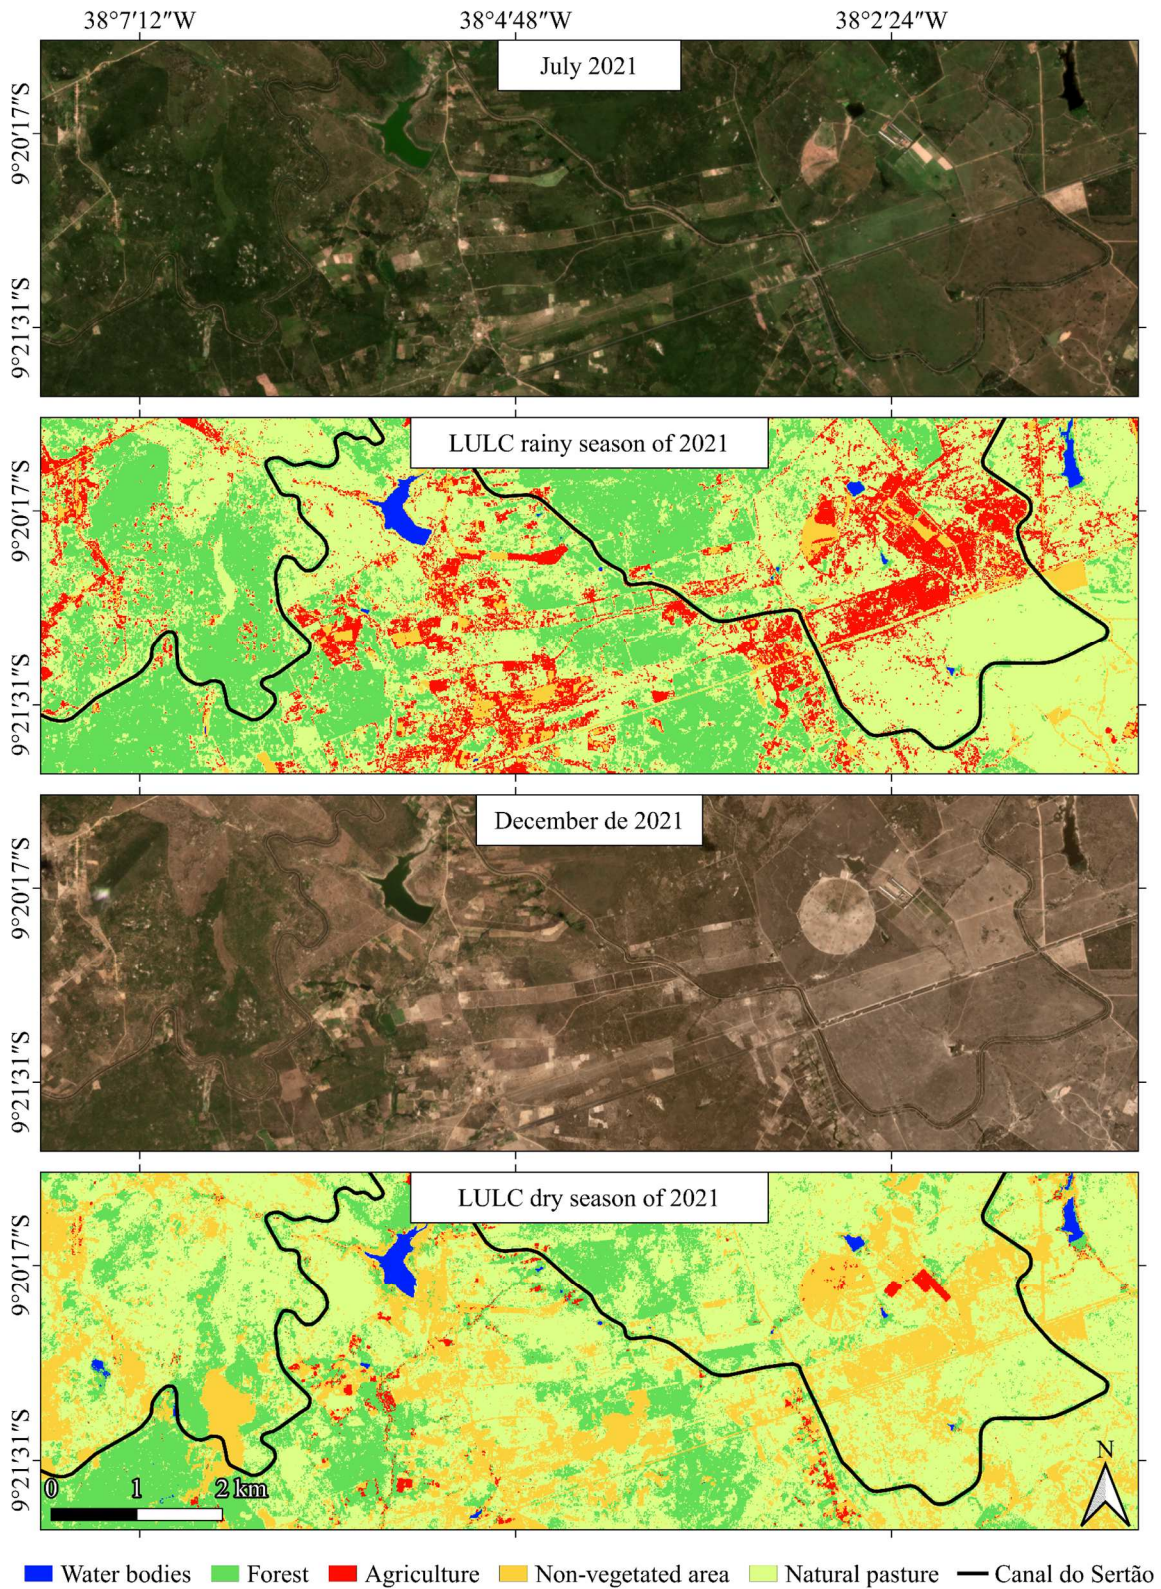 38°7′12″W 38°4′48″W 38°2′24″W
July 2021
9°20′17″S
9°21′31″S
LULC rainy season of 2021
9°20′17″S
9°21′31″S
December de 2021
9°20′17″S
9°21′31″S
LULC dry season of 2021
9°20′17″S
9°21′31″S
N
0 1 2 km
Water bodies Forest Agriculture Non-vegetated area Natural pasture Canal do Sertão